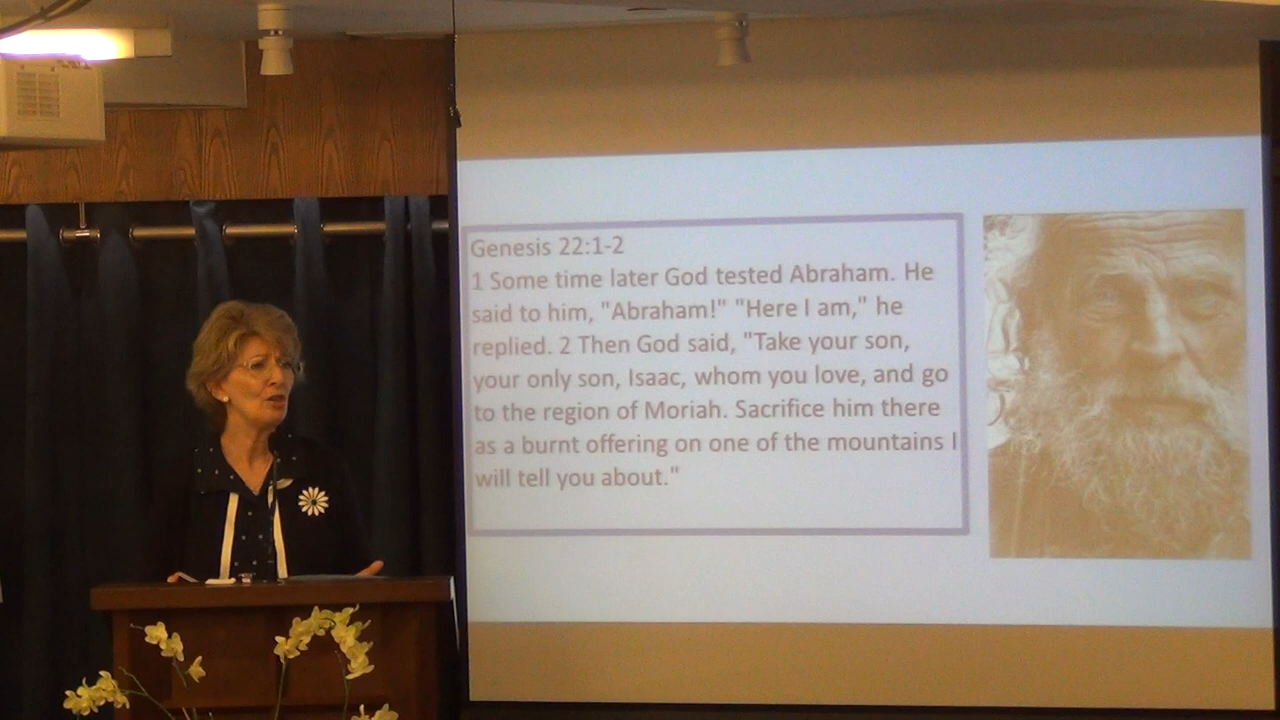 Genesis 22:1-2
1 Some time later God tested Abraham. He
said to him, "Abraham!" "Here I am," he
replied. 2 Then God said, "Take your son,
your only son, Isaac, whom you love, and go
to the region of Moriah. Sacrifice him there
as a burnt offering on one of the mountains I
will tell you about."